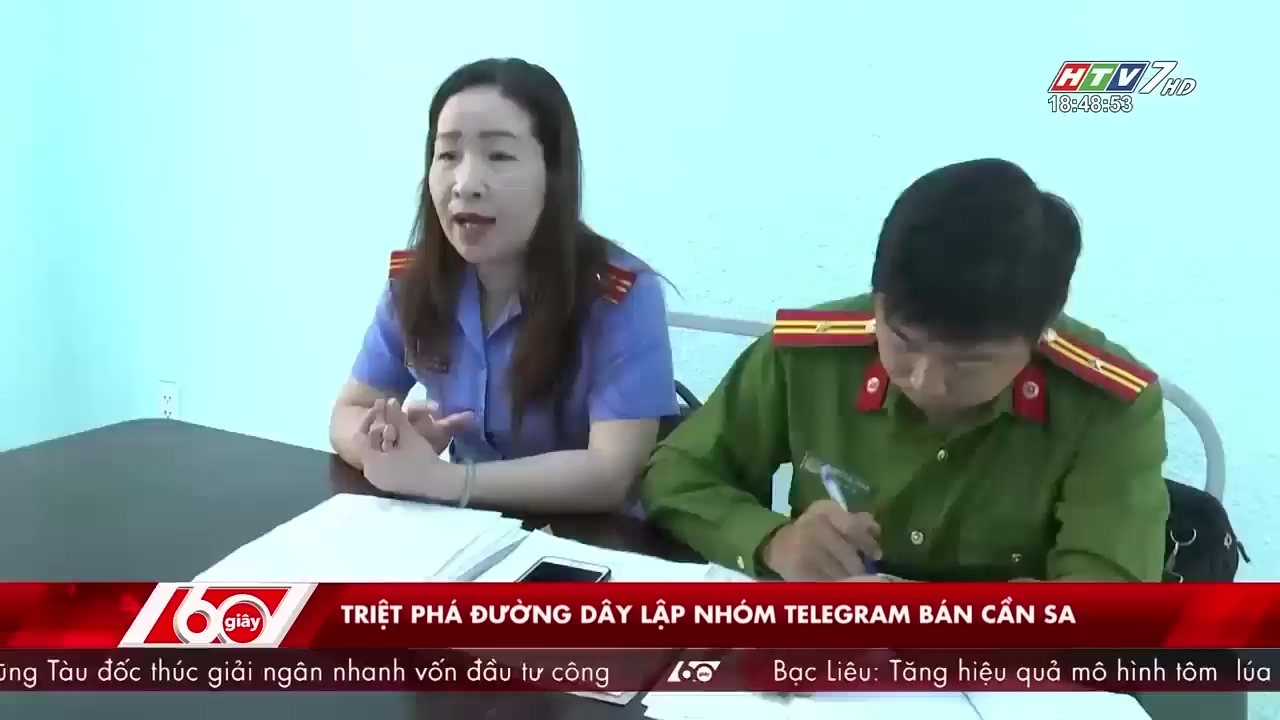 HTV7 HD
18:48:53
60 giây
TRIỆT PHÁ ĐƯỜNG DÂY LẬP NHÓM TELEGRAM BÁN CẦN SA
Tàu đốc thúc giải ngân nhanh vốn đầu tư công 60 giây Bạc Liêu: Tăng hiệu quả mô hình tôm lúa